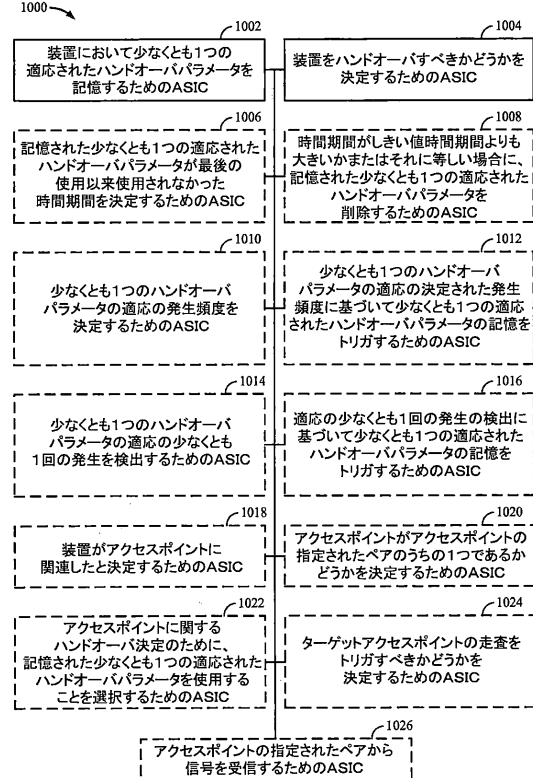 1000
1002
装置において少なくとも1つの
適応されたハンドオーバパラメータを
記憶するためのASIC
1004
装置をハンドオーバすべきかどうかを
決定するためのASIC
1006
記憶された少なくとも1つの適応された
ハンドオーバパラメータが最後の
使用以来使用されなかった
時間期間を決定するためのASIC
1008
時間期間がしきい値時間期間よりも
大きいかまたはそれに等しい場合に、
記憶された少なくとも1つの適応された
ハンドオーバパラメータを
削除するためのASIC
1010
少なくとも1つのハンドオーバ
パラメータの適応の発生頻度を
決定するためのASIC
1012
少なくとも1つのハンドオーバ
パラメータの適応の決定された発生
頻度に基づいて少なくとも1つの適応
されたハンドオーバパラメータの記憶を
トリガするためのASIC
1014
少なくとも1つのハンドオーバ
パラメータの適応の少なくとも
1回の発生を検出するためのASIC
1016
適応の少なくとも1回の発生の検出に
基づいて少なくとも1つの適応された
ハンドオーバパラメータの記憶を
トリガするためのASIC
1018
装置がアクセスポイントに
関連したと決定するためのASIC
1020
アクセスポイントがアクセスポイントの
指定されたペアのうちの1つであるか
どうかを決定するためのASIC
1022
アクセスポイントに関する
ハンドオーバ決定のために、
記憶された少なくとも1つの適応された
ハンドオーバパラメータを使用する
ことを選択するためのASIC
1024
ターゲットアクセスポイントの走査を
トリガすべきかどうかを
決定するためのASIC
1026
アクセスポイントの指定されたペアから
信号を受信するためのASIC